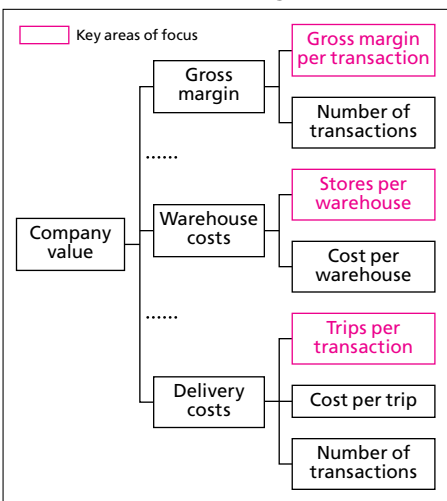 Key areas of focus
Gross margin
per transaction
Gross
margin
Number of
transactions
......
Stores per
warehouse
Company
value
Warehouse
costs
Cost per
warehouse
......
Trips per
transaction
Delivery
costs
Cost per trip
Number of
transactions